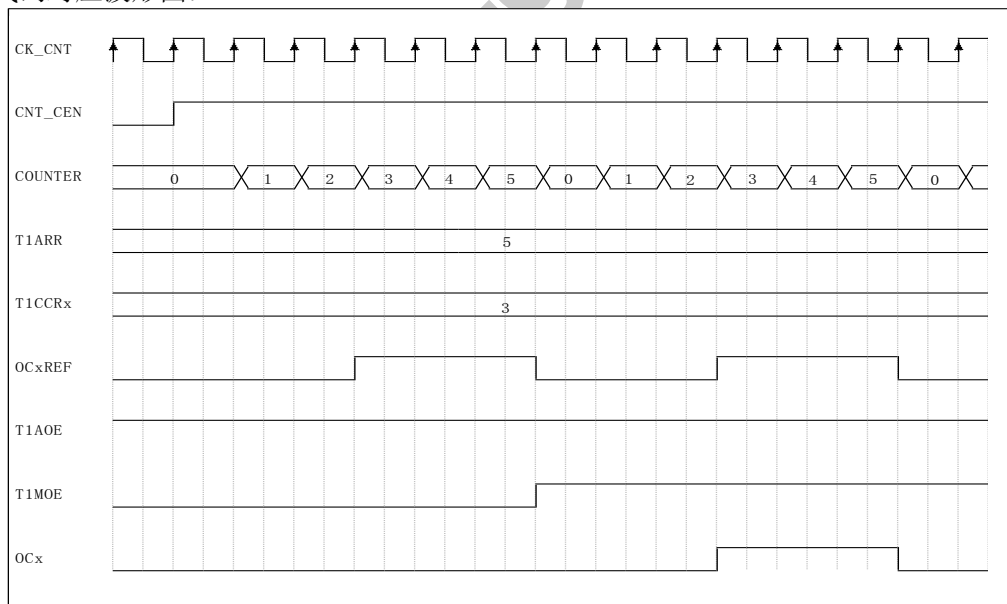 CK_CNT
CNT_CEN
COUNTER 0 1 2 3 4 5 0 1 2 3 4 5 0
T1ARR 5
T1CCRx 3
OCxREF
T1AOE
T1MOE
OCx